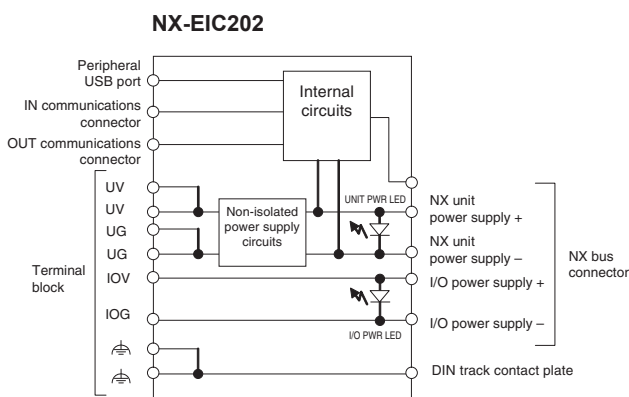 NX-EIC202
Peripheral
USB port
IN communications
connector
OUT communications
connector
Internal
circuits
UV
UV
UG
UG
IOV
IOG
Terminal
block
Non-isolated
power supply
circuits
UNIT PWR LED
I/O PWR LED
NX unit
power supply +
NX unit
power supply –
I/O power supply +
I/O power supply –
NX bus
connector
DIN track contact plate